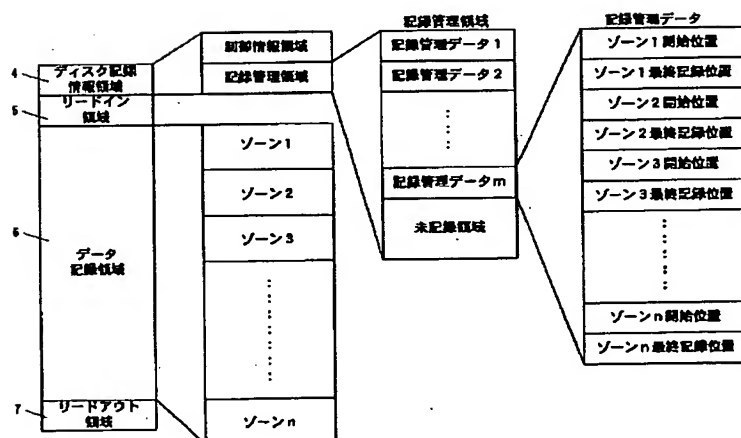 4
ディスク記録
情報領域
5
リードイン
領域
6
データ
記録領域
7
リードアウト
領域
制御情報領域
記録管理領域
ゾーン1
ゾーン2
ゾーン3
ゾーンn
記録管理領域
記録管理データ1
記録管理データ2
記録管理データm
未記録領域
記録管理データ
ゾーン1開始位置
ゾーン1最終記録位置
ゾーン2開始位置
ゾーン2最終記録位置
ゾーン3開始位置
ゾーン3最終記録位置
ゾーンn開始位置
ゾーンn最終記録位置